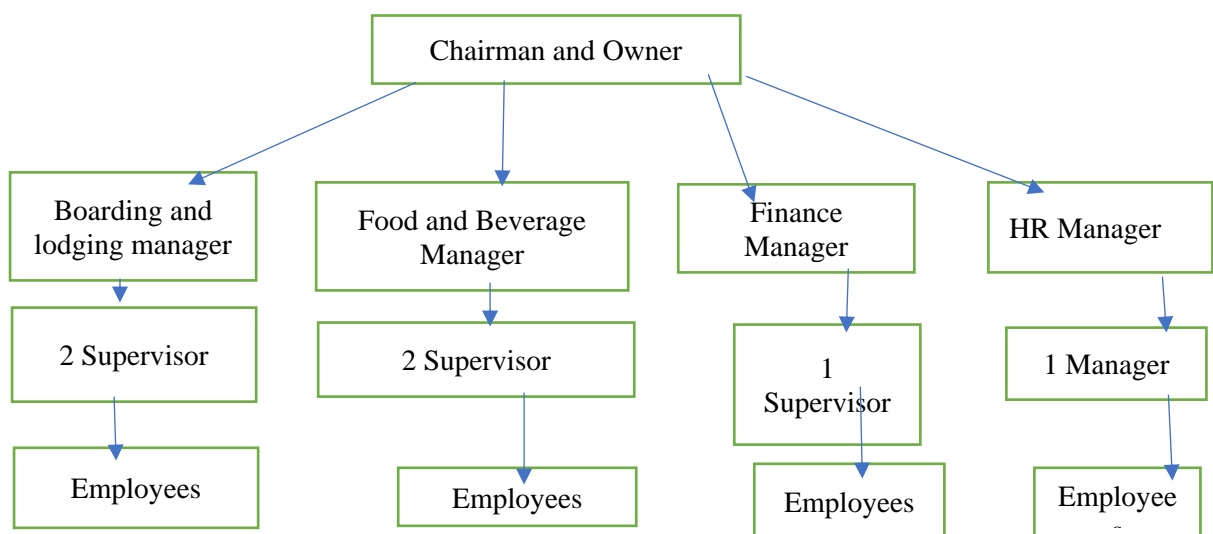 Chairman and Owner
Boarding and
lodging manager
Food and Beverage
Manager
Finance
Manager
HR Manager
2 Supervisor
2 Supervisor
1
Supervisor
1 Manager
Employees
Employees
Employees
Employee